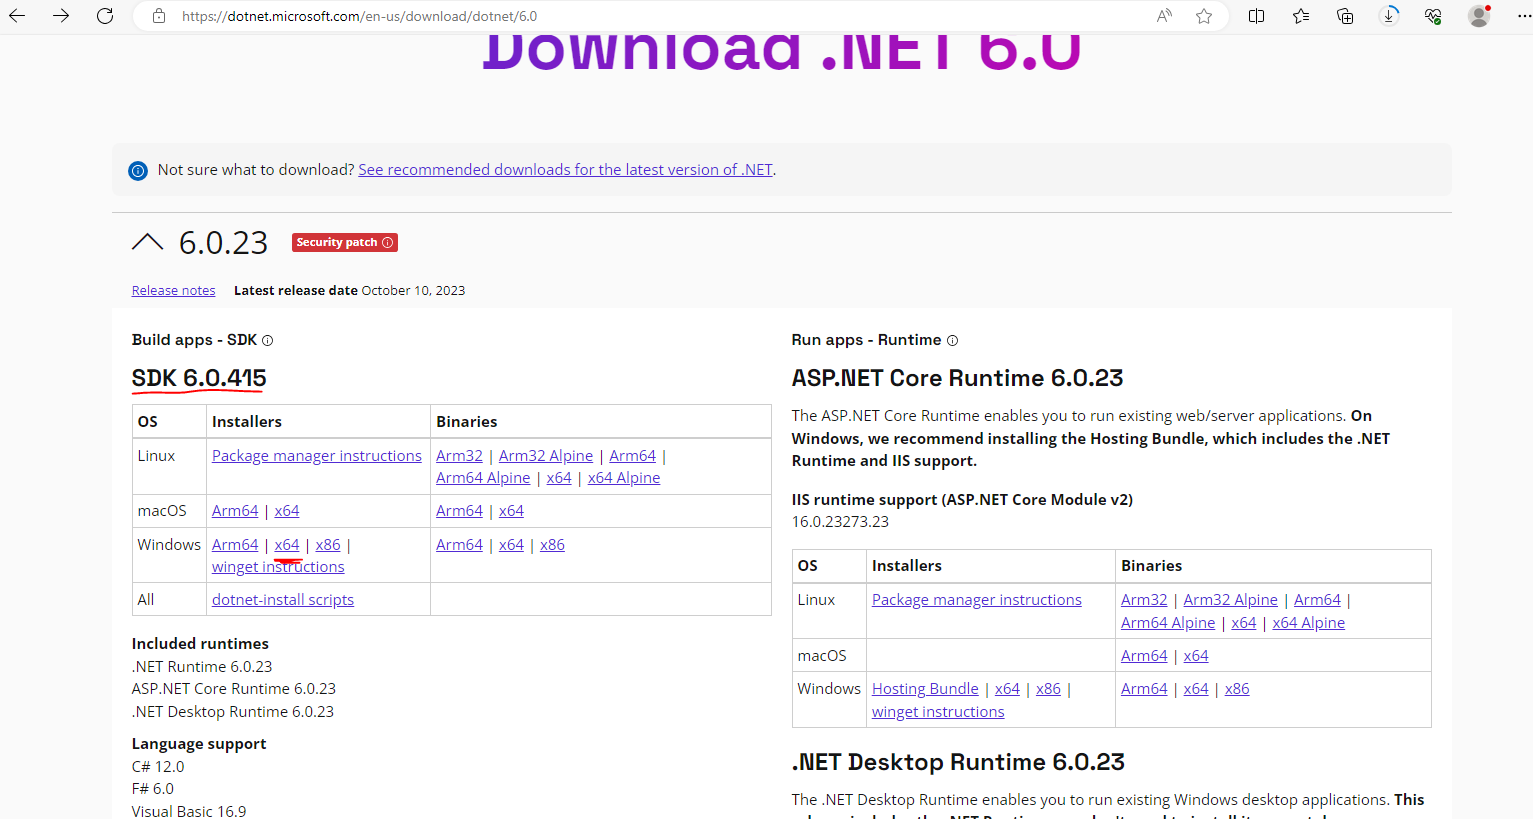 https://dotnet.microsoft.com/en-us/download/dotnet/6.0
Download .NET 6.0
Not sure what to download? See recommended downloads for the latest version of .NET.
6.0.23 Security patch
Release notes Latest release date October 10, 2023
Build apps - SDK
SDK 6.0.415
OS Installers Binaries
Linux Package manager instructions Arm32 | Arm32 Alpine | Arm64 |
Arm64 Alpine | x64 | x64 Alpine
macOS Arm64 | x64 Arm64 | x64
Windows Arm64 | x64 | x86 | Arm64 | x64 | x86
winget instructions
All dotnet-install scripts
Included runtimes
.NET Runtime 6.0.23
ASP.NET Core Runtime 6.0.23
.NET Desktop Runtime 6.0.23
Language support
C# 12.0
F# 6.0
Visual Basic 16.9
Run apps - Runtime
ASP.NET Core Runtime 6.0.23
The ASP.NET Core Runtime enables you to run existing web/server applications. On
Windows, we recommend installing the Hosting Bundle, which includes the .NET
Runtime and IIS support.
IIS runtime support (ASP.NET Core Module v2)
16.0.23273.23
OS Installers Binaries
Linux Package manager instructions Arm32 | Arm32 Alpine | Arm64 |
Arm64 Alpine | x64 | x64 Alpine
macOS Arm64 | x64
Windows Hosting Bundle | x64 | x86 | Arm64 | x64 | x86
winget instructions
.NET Desktop Runtime 6.0.23
The .NET Desktop Runtime enables you to run existing Windows desktop applications. This